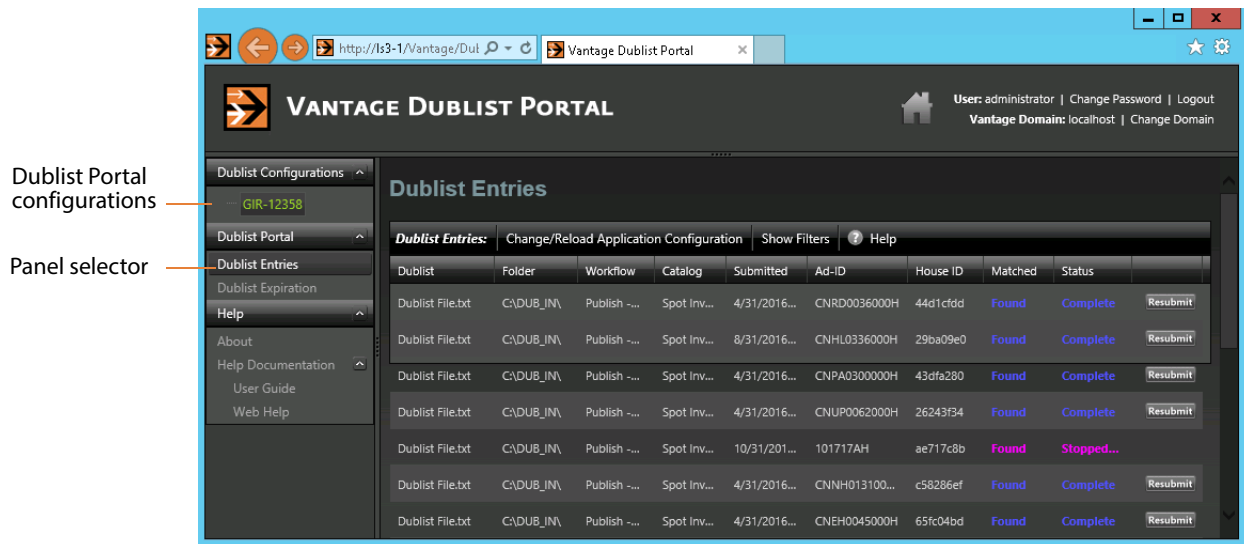 http://ls3-1/Vantage/Dul
Vantage Dublist Portal
VANTAGE DUBLIST PORTAL
User: administrator | Change Password | Logout
Vantage Domain: localhost | Change Domain
Dublist Portal
configurations
Panel selector
Dublist Configurations
GIR-12358
Dublist Portal
Dublist Entries
Dublist Expiration
Help
About
Help Documentation
User Guide
Web Help
Dublist Entries
Dublist Entries: Change/Reload Application Configuration Show Filters ? Help
Dublist Folder Workflow Catalog Submitted Ad-ID House ID Matched Status
Dublist File.txt C:\DUB_IN\ Publish -... Spot Inv... 4/31/2016... CNRD0036000H 44d1cfdd Found Complete Resubmit
Dublist File.txt C:\DUB_IN\ Publish -... Spot Inv... 8/31/2016... CNHL0336000H 29ba09e0 Found Complete Resubmit
Dublist File.txt C:\DUB_IN\ Publish -... Spot Inv... 4/31/2016... CNPA0300000H 43dfa280 Found Complete Resubmit
Dublist File.txt C:\DUB_IN\ Publish -... Spot Inv... 4/31/2016... CNUP0062000H 26243f34 Found Complete Resubmit
Dublist File.txt C:\DUB_IN\ Publish -... Spot Inv... 10/31/201... 101717AH ae717c8b Found Stopped...
Dublist File.txt C:\DUB_IN\ Publish -... Spot Inv... 4/31/2016... CNNH013100... c58286ef Found Complete Resubmit
Dublist File.txt C:\DUB_IN\ Publish -... Spot Inv... 4/31/2016... CNEH0045000H 65fc04bd Found Complete Resubmit